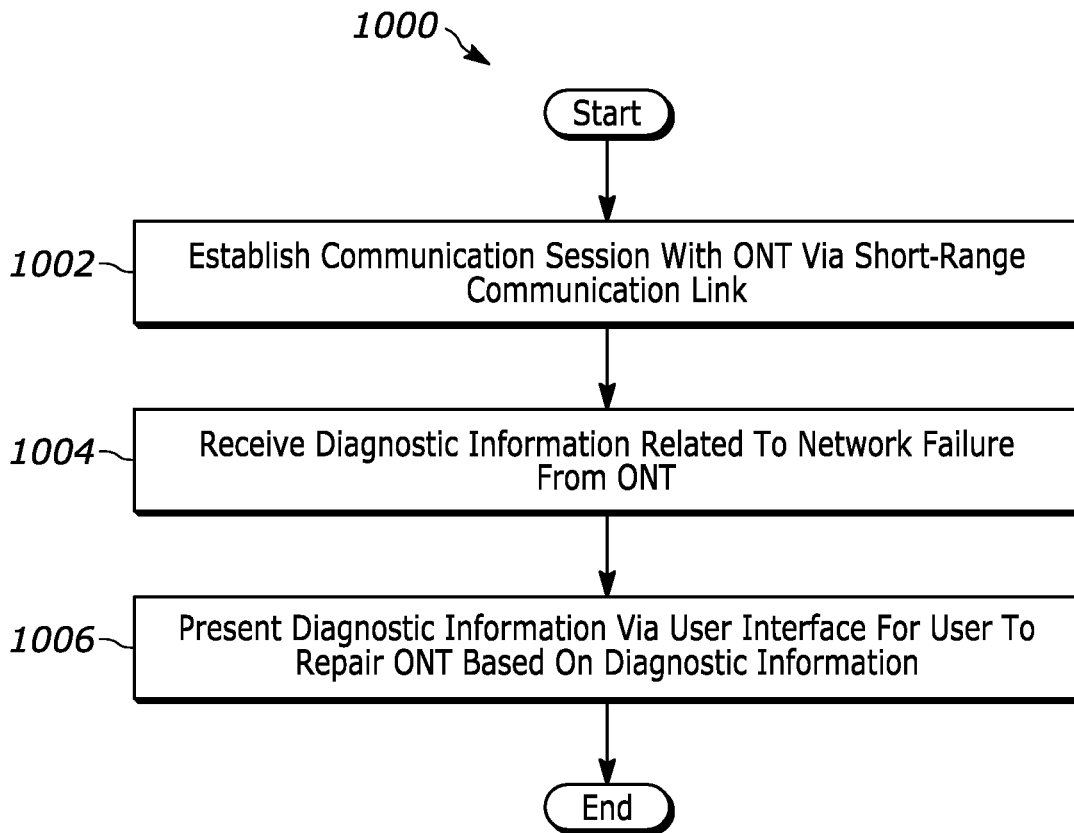 1000
Start
1002
Establish Communication Session With ONT Via Short-Range
Communication Link
1004
Receive Diagnostic Information Related To Network Failure
From ONT
1006
Present Diagnostic Information Via User Interface For User To
Repair ONT Based On Diagnostic Information
End